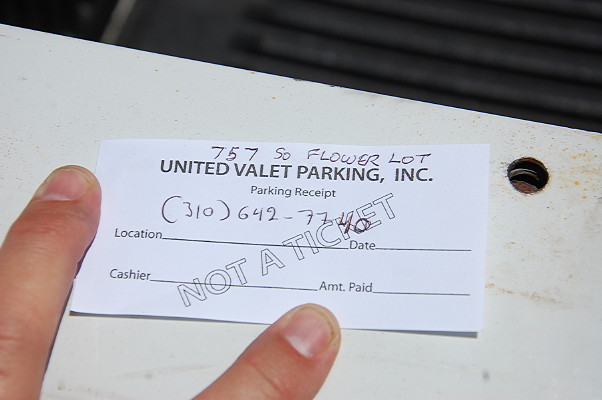 757 SO FLOWER LOT
UNITED VALET PARKING, INC.
Parking Receipt
(310) 642-7740
NOT A TICKET
Location Date
Cashier Amt. Paid